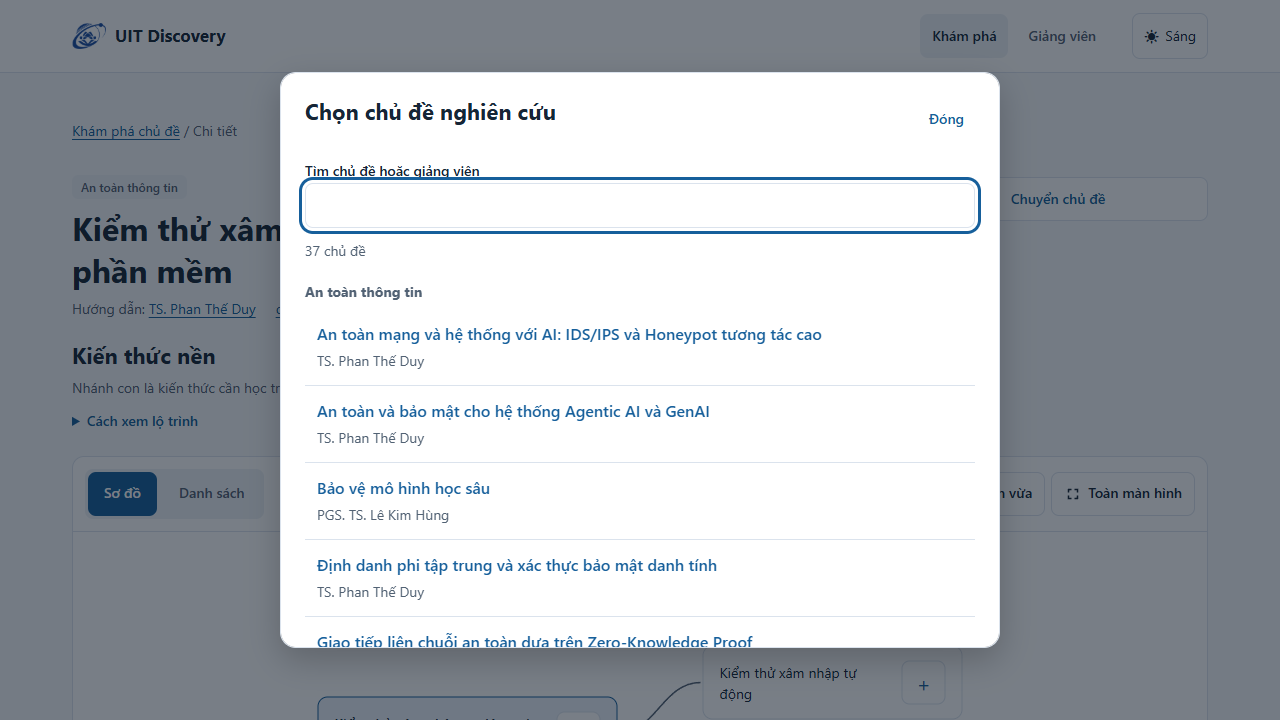 UIT Discovery
Khám phá
Giảng viên
Sáng
Khám phá chủ đề / Chi tiết
An toàn thông tin
Kiểm thử xâm
phần mềm
Hướng dẫn: TS. Phan Thế Duy
Kiến thức nền
Nhánh con là kiến thức cần học
Cách xem lộ trình
Chuyển chủ đề
Sơ đồ
Danh sách
vừa
Toàn màn hình
Chọn chủ đề nghiên cứu
Đóng
Tìm chủ đề hoặc giảng viên
37 chủ đề
An toàn thông tin
An toàn mạng và hệ thống với AI: IDS/IPS và Honeypot tương tác cao
TS. Phan Thế Duy
An toàn và bảo mật cho hệ thống Agentic AI và GenAI
TS. Phan Thế Duy
Bảo vệ mô hình học sâu
PGS. TS. Lê Kim Hùng
Định danh phi tập trung và xác thực bảo mật danh tính
TS. Phan Thế Duy
Giao tiếp liên chuỗi an toàn dựa trên Zero-Knowledge Proof
Kiểm thử xâm nhập tự
động
+